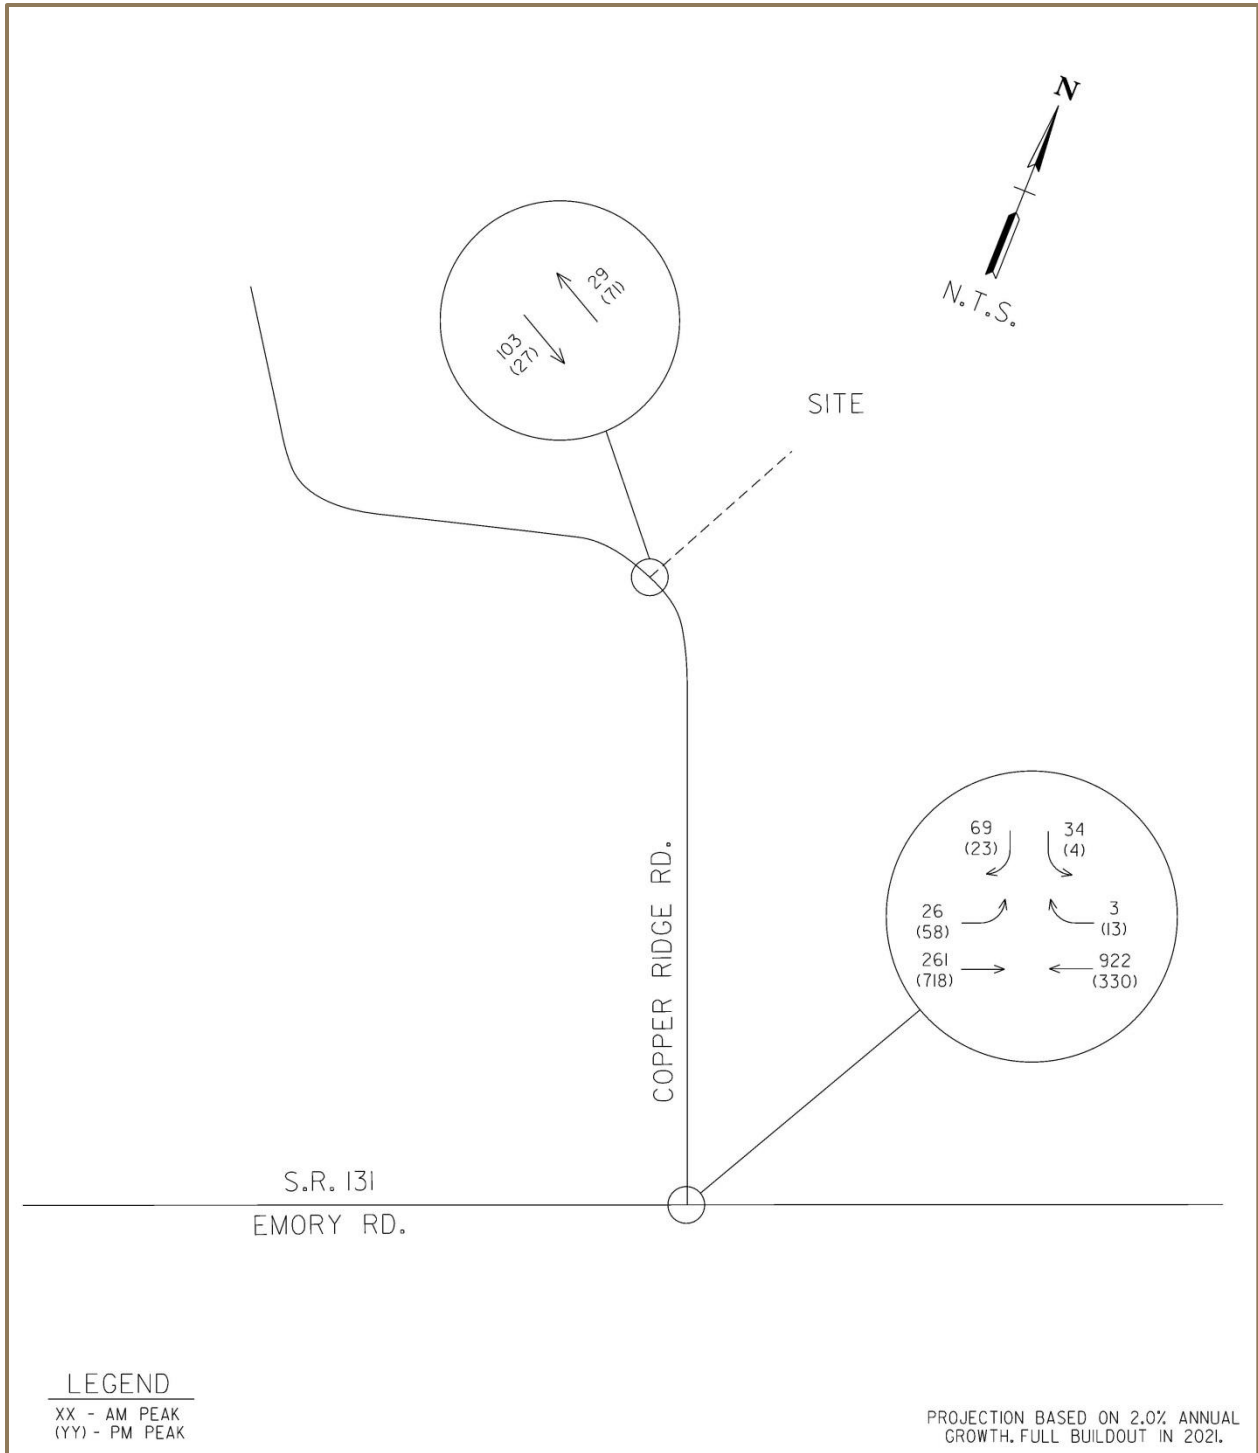 N
N.T.S.
29
(71)
103
(27)
SITE
COPPER RIDGE RD.
69
(23)
34
(4)
26
(58)
3
(13)
261
(718)
922
(330)
S.R. 131
EMORY RD.
LEGEND
XX - AM PEAK
(YY) - PM PEAK
PROJECTION BASED ON 2.0% ANNUAL
GROWTH. FULL BUILDOUT IN 2021.